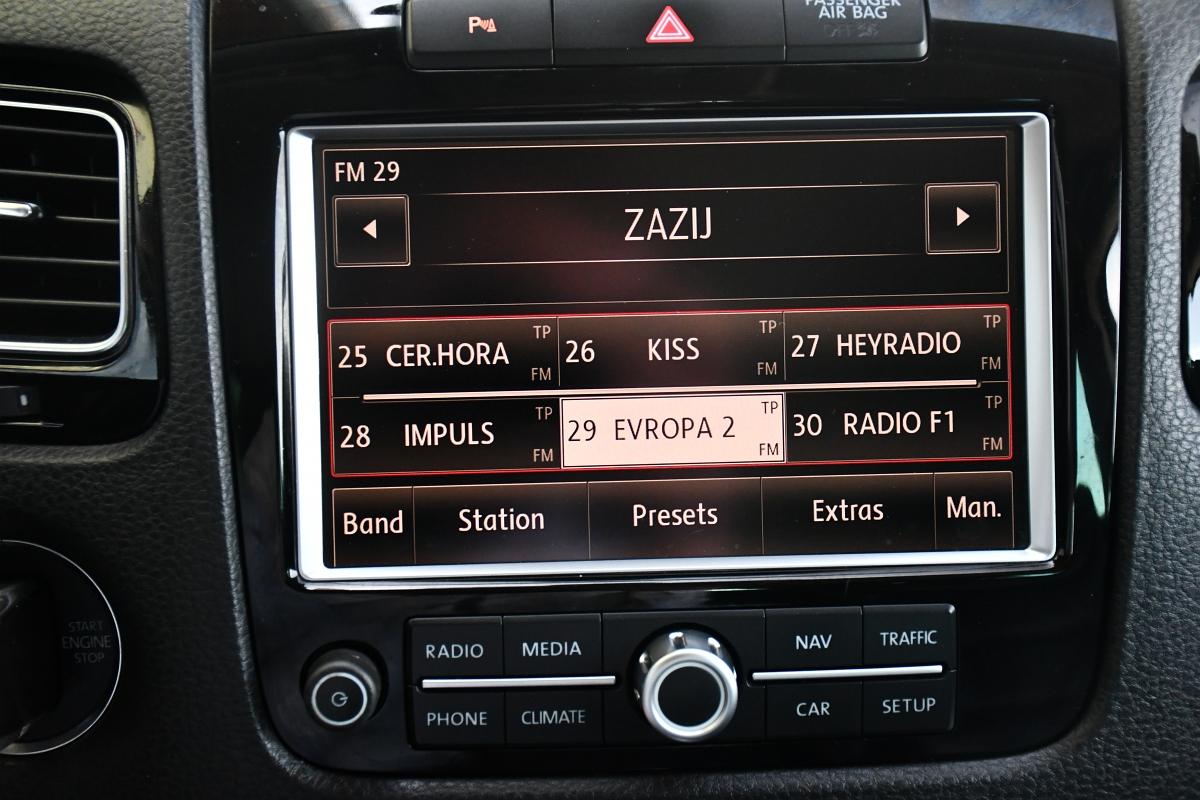 P
PASSENGER
AIR BAG
OFF
FM 29
ZAZIJ
25 CER.HORA TP FM
26 KISS TP FM
27 HEYRADIO TP FM
28 IMPULS TP FM
29 EVROPA 2 TP FM
30 RADIO F1 TP FM
Band Station Presets Extras Man.
START
ENGINE
STOP
RADIO MEDIA NAV TRAFFIC
PHONE CLIMATE CAR SETUP